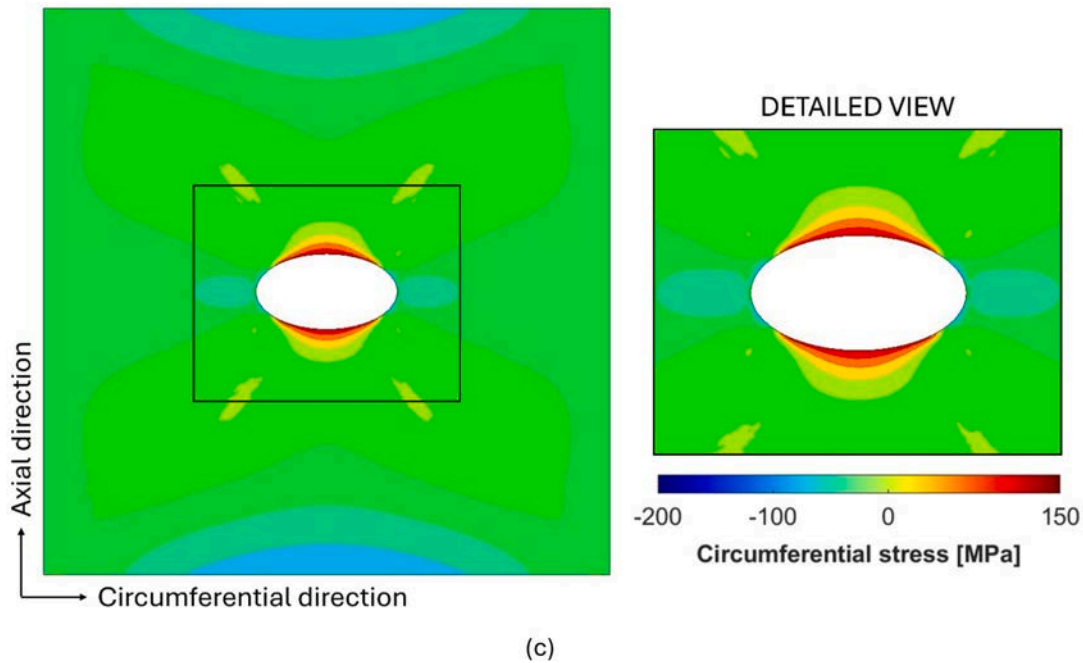 DETAILED VIEW
Axial direction
-200 -100 0 150
Circumferential stress [MPa]
Circumferential direction
(c)